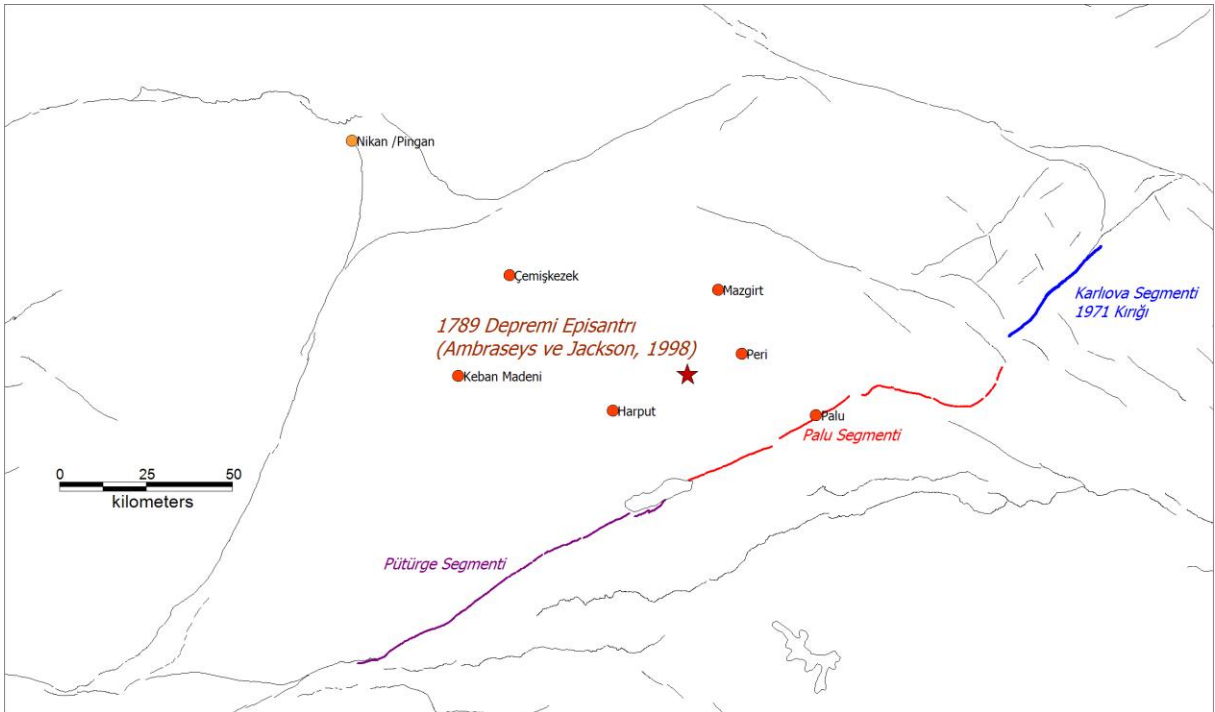 Nikan /Pingan
Çemişkezek
Mazgirt
Karlıova Segmenti
1971 Kırığı
1789 Depremi Episantrı
(Ambraseys ve Jackson, 1998)
Peri
Keban Madeni
Harput
Palu
Palu Segmenti
0 25 50
kilometers
Pütürge Segmenti